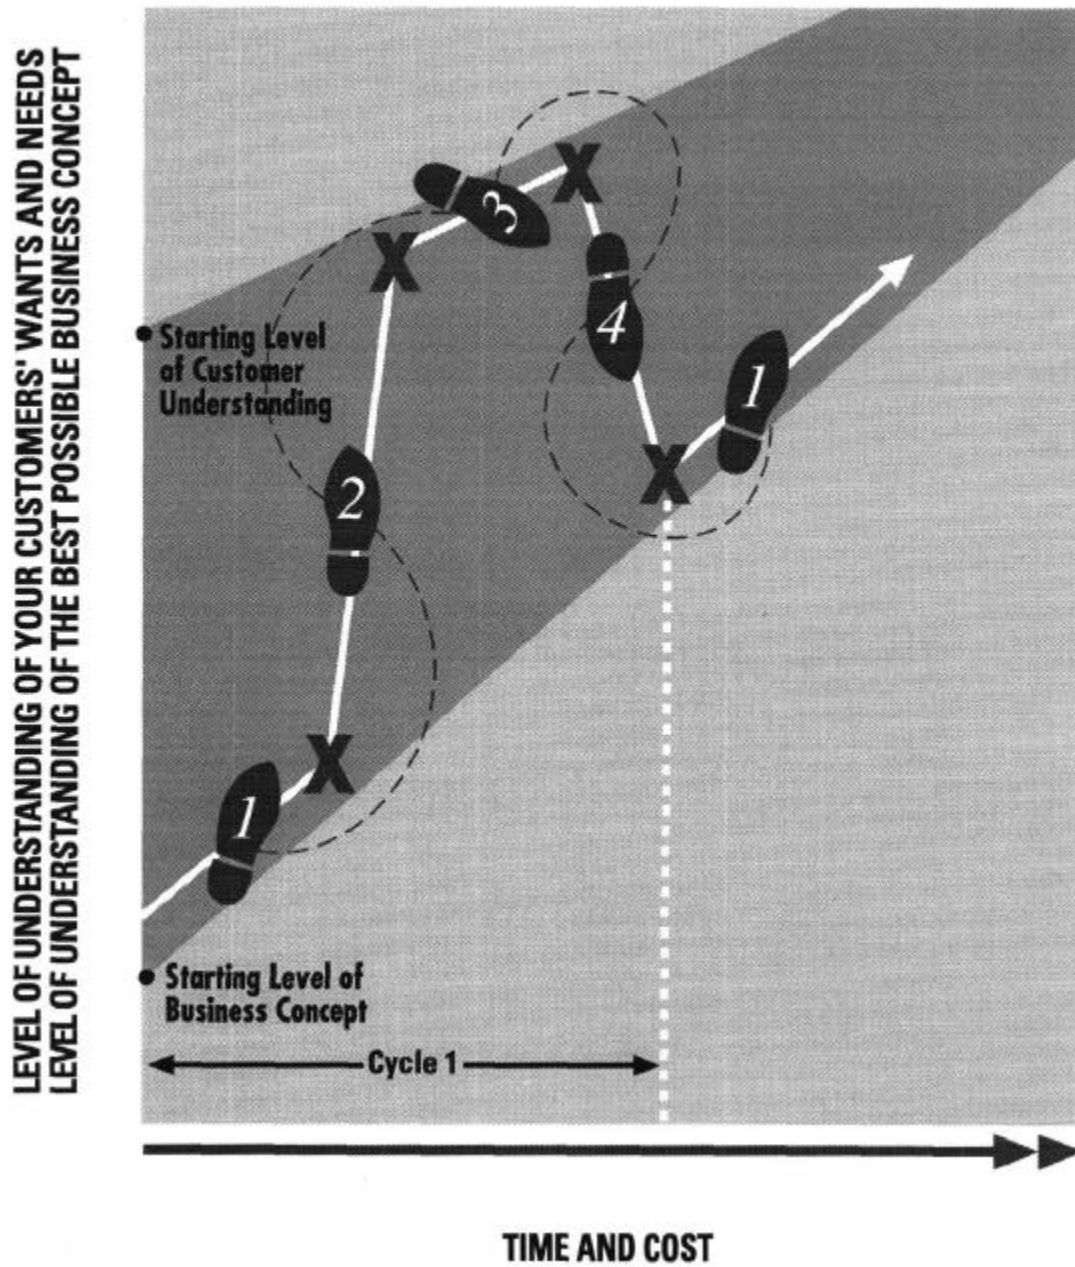 LEVEL OF UNDERSTANDING OF YOUR CUSTOMERS' WANTS AND NEEDS
LEVEL OF UNDERSTANDING OF THE BEST POSSIBLE BUSINESS CONCEPT
X
3
X
4
Starting Level
of Customer
Understanding
1
X
2
X
1
Starting Level of
Business Concept
Cycle 1
TIME AND COST